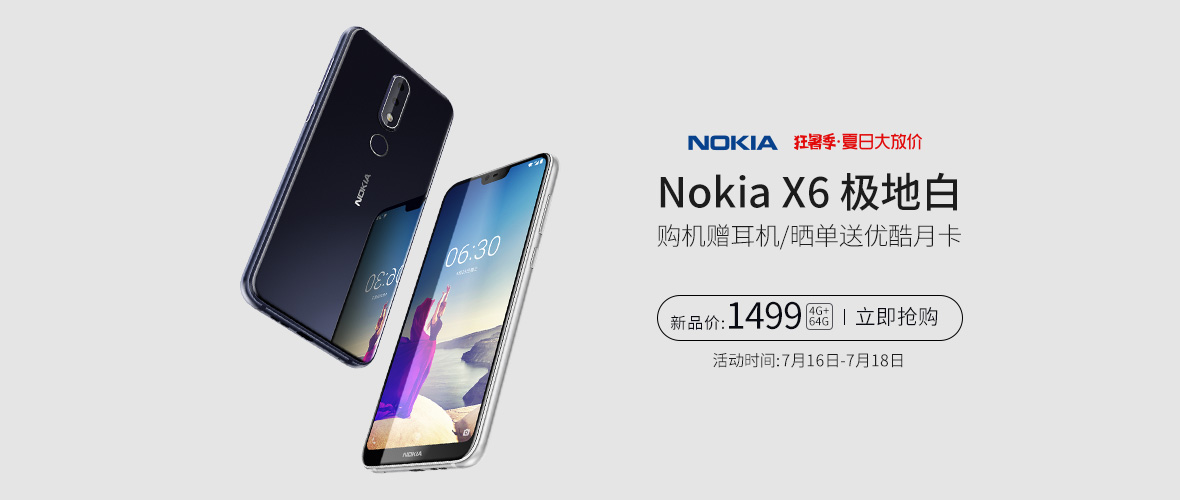 NOKIA
NOKIA 狂暑季·夏日大放价
Nokia X6 极地白
06:30
购机赠耳机/晒单送优酷月卡
06:30
新品价:1499 4G+ 64G | 立即抢购
活动时间:7月16日-7月18日
NOKIA